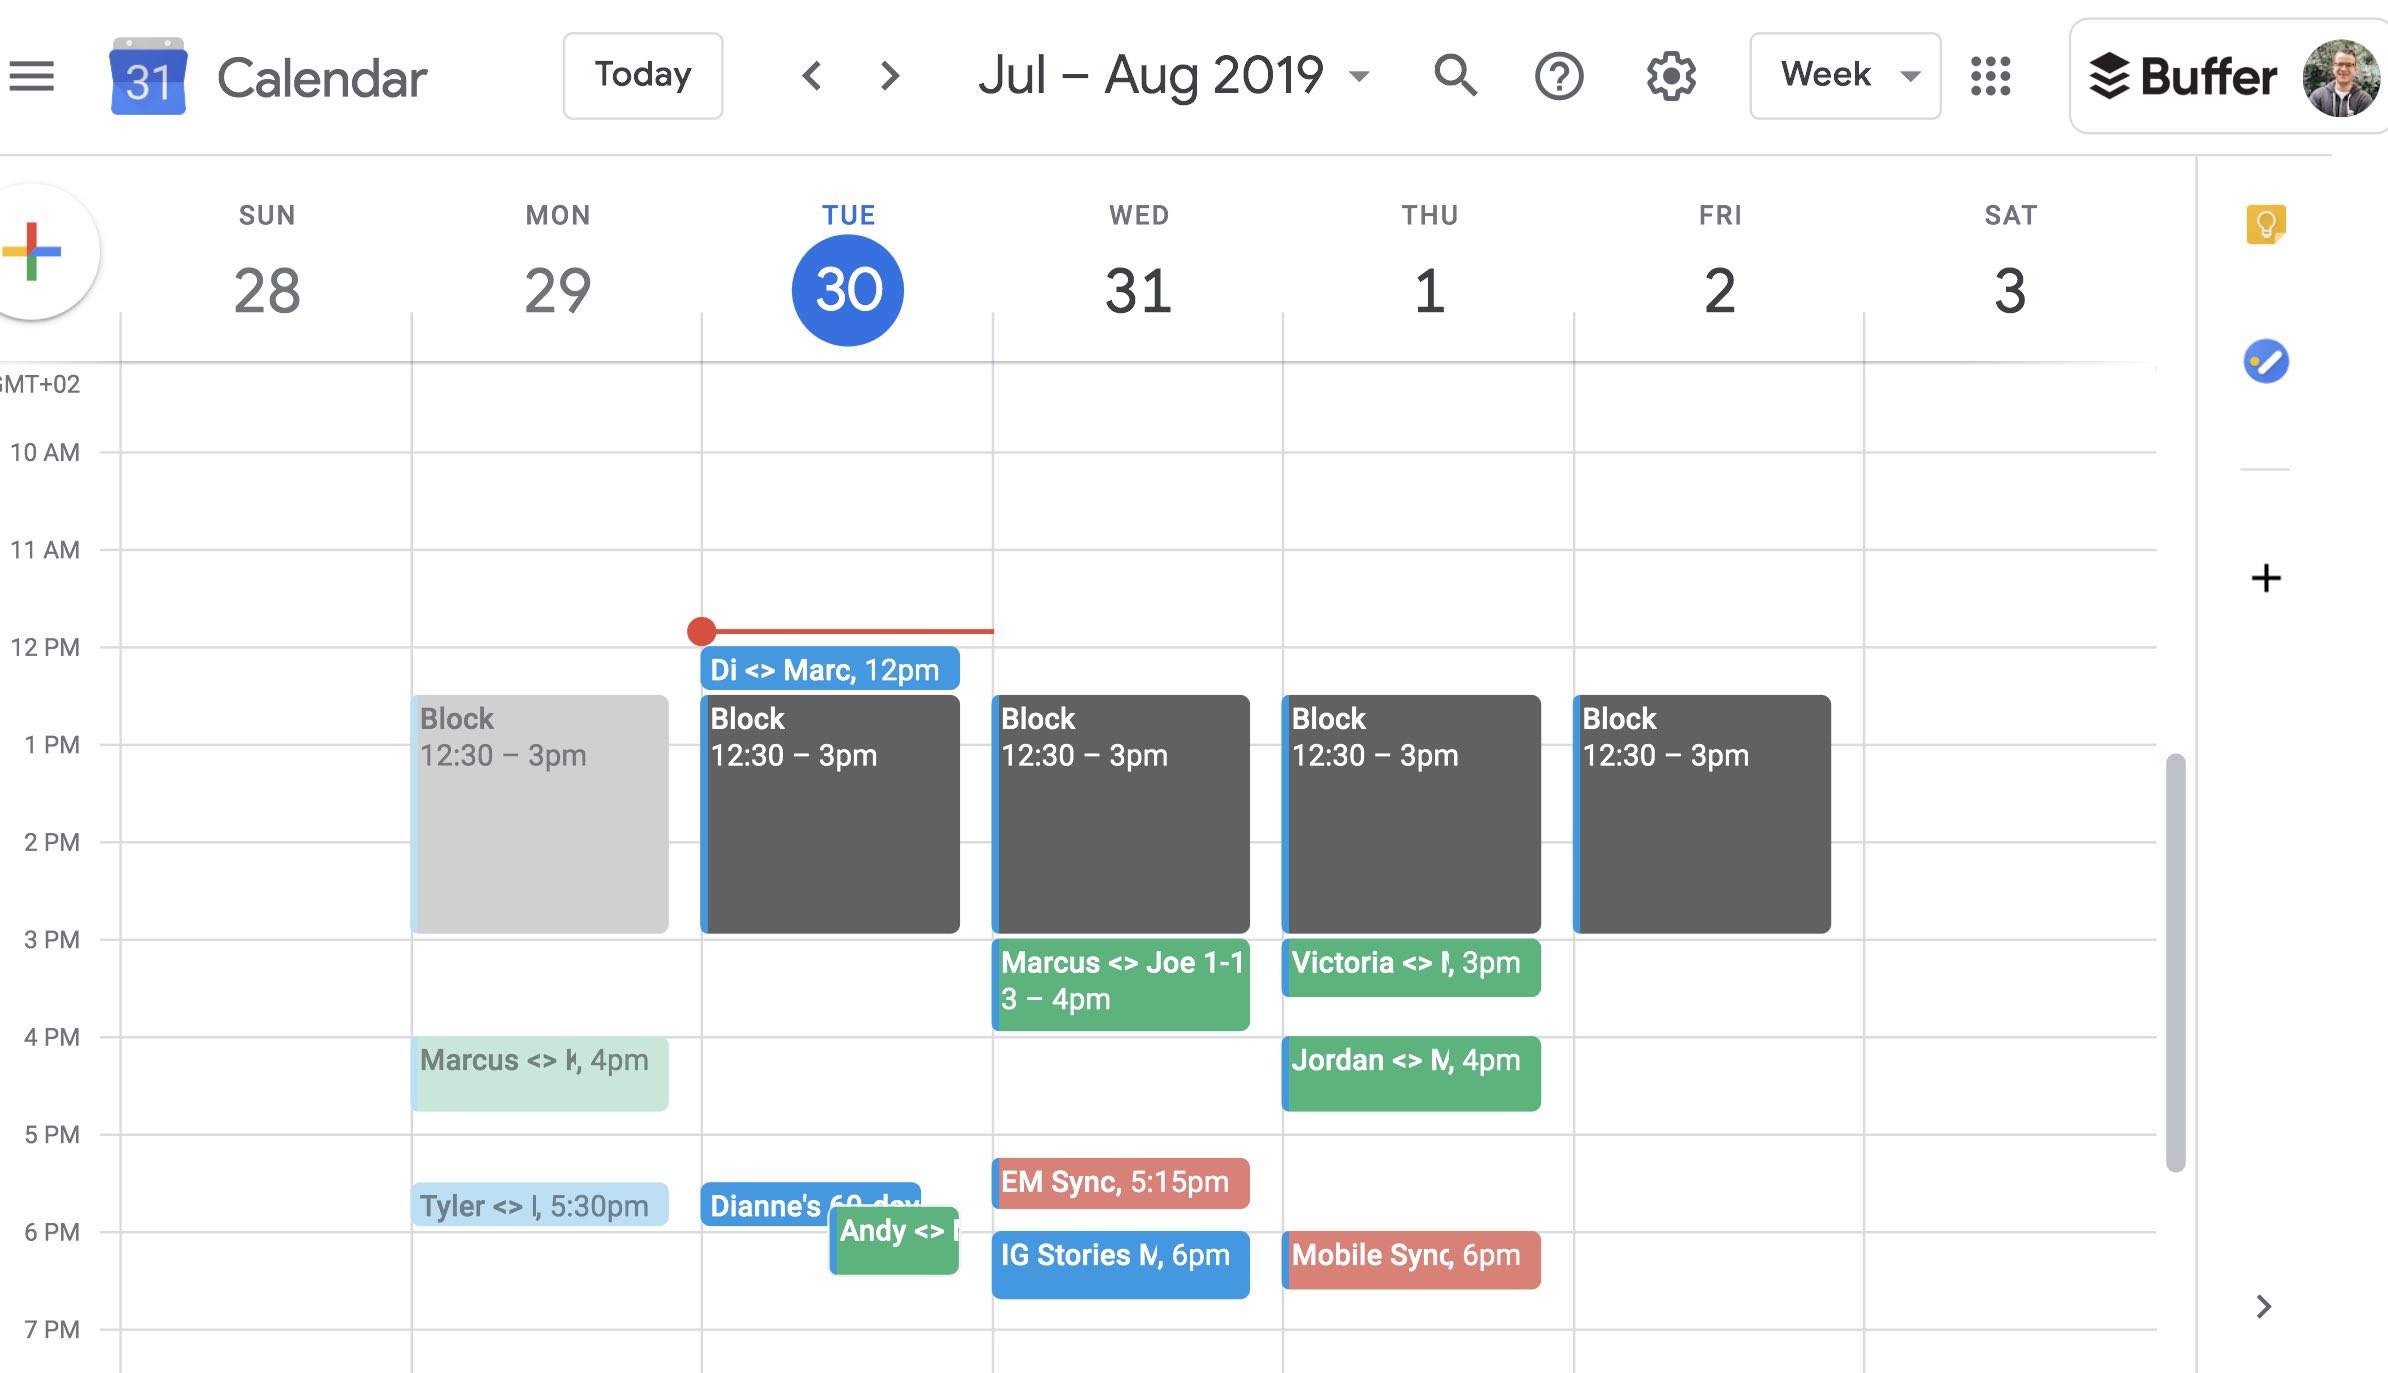 31 Calendar Today Jul – Aug 2019 Week Buffer
SUN MON TUE WED THU FRI SAT
28 29 30 31 1 2 3
GMT+02
10 AM
11 AM
12 PM
Di <> Marc, 12pm
Block
12:30 – 3pm
Block
12:30 – 3pm
Block
12:30 – 3pm
Block
12:30 – 3pm
Block
12:30 – 3pm
1 PM
2 PM
3 PM
Marcus <> Joe 1-1
3 – 4pm
Victoria <> , 3pm
4 PM
Marcus <> , 4pm
Jordan <> M, 4pm
5 PM
EM Sync, 5:15pm
Tyler <> , 5:30pm
Dianne's 60-day
Andy <>
6 PM
IG Stories M, 6pm
Mobile Sync, 6pm
7 PM